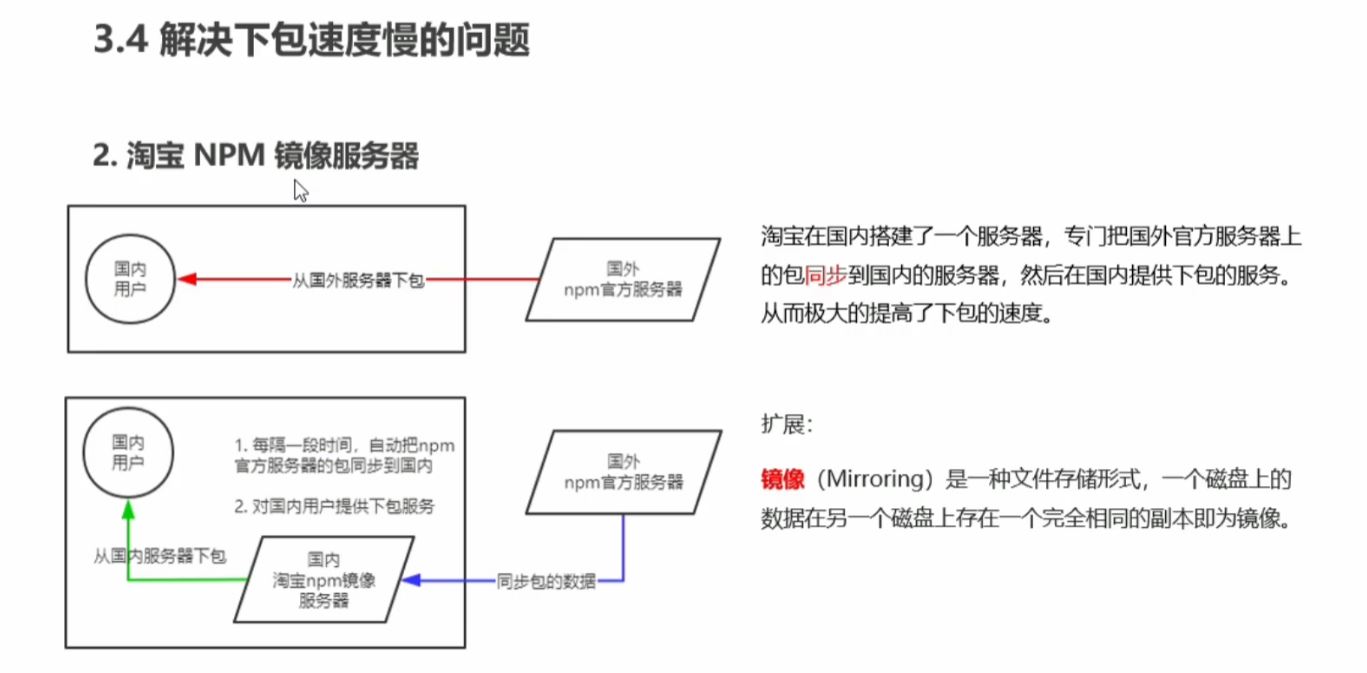 3.4 解决下包速度慢的问题
2. 淘宝 NPM 镜像服务器
国内
用户
从国外服务器下包
国外
npm官方服务器
淘宝在国内搭建了一个服务器，专门把国外官方服务器上
的包同步到国内的服务器，然后在国内提供下包的服务。
从而极大的提高了下包的速度。
国内
用户
1. 每隔一段时间，自动把npm
官方服务器的包同步到国内
2. 对国内用户提供下包服务
从国内服务器下包
国内
淘宝npm镜像
服务器
同步包的数据
国外
npm官方服务器
扩展：
镜像（Mirroring）是一种文件存储形式，一个磁盘上的
数据在另一个磁盘上存在一个完全相同的副本即为镜像。